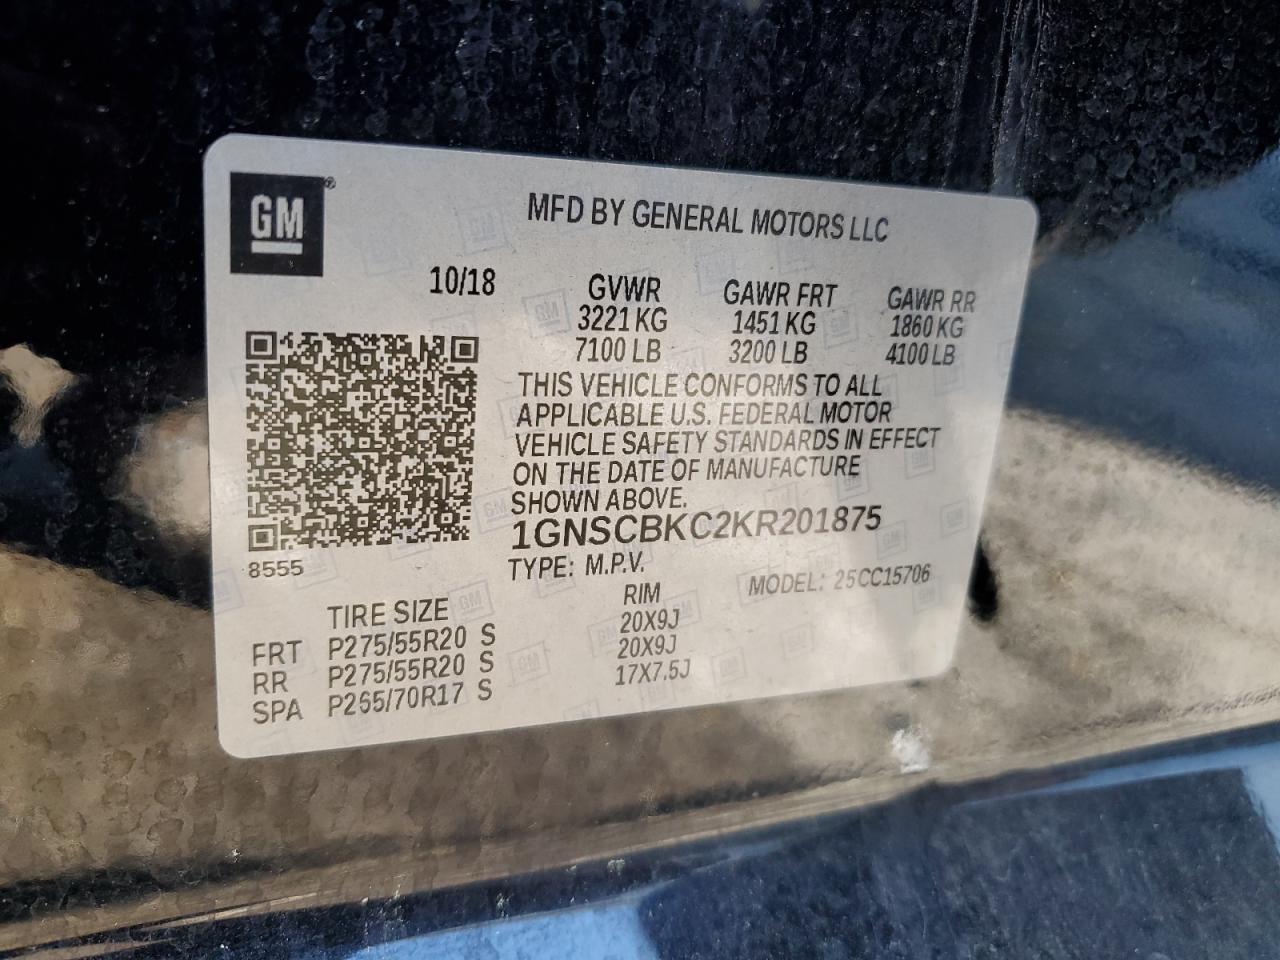 GM ®
MFD BY GENERAL MOTORS LLC
10/18 GVWR GAWR FRT GAWR RR
3221 KG 1451 KG 1860 KG
7100 LB 3200 LB 4100 LB
THIS VEHICLE CONFORMS TO ALL
APPLICABLE U.S. FEDERAL MOTOR
VEHICLE SAFETY STANDARDS IN EFFECT
ON THE DATE OF MANUFACTURE
SHOWN ABOVE.
1GNSCBKC2KR201875
8555
TYPE: M.P.V. MODEL: 25CC15706
TIRE SIZE RIM
FRT P275/55R20 S 20X9J
RR P275/55R20 S 20X9J
SPA P265/70R17 S 17X7.5J